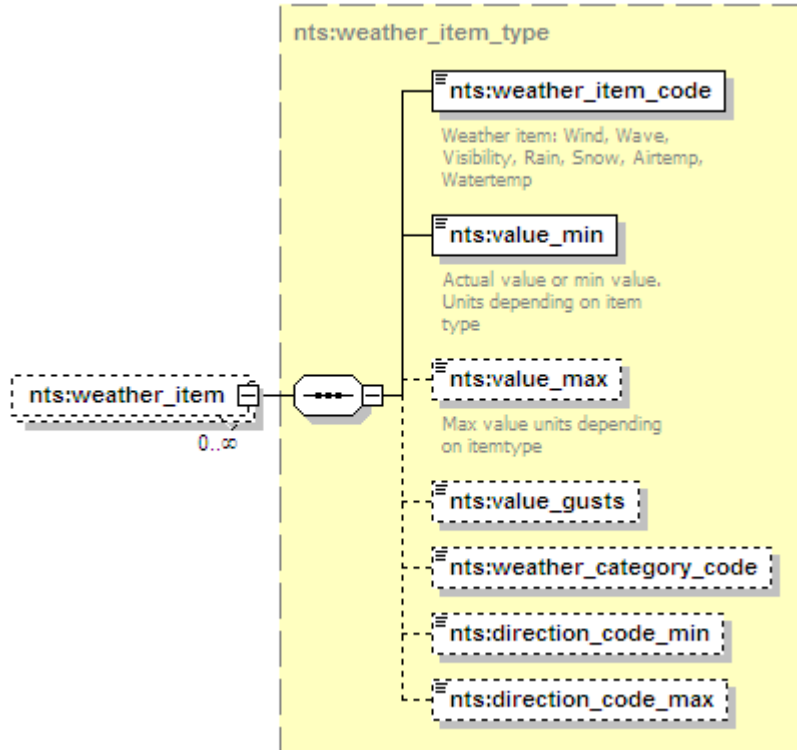 nts:weather_item_type
nts:weather_item_code
Weather item: Wind, Wave,
Visibility, Rain, Snow, Airtemp,
Watertemp
nts:value_min
Actual value or min value.
Units depending on item
type
nts:weather_item
0..∞
nts:value_max
Max value units depending
on itemtype
nts:value_gusts
nts:weather_category_code
nts:direction_code_min
nts:direction_code_max